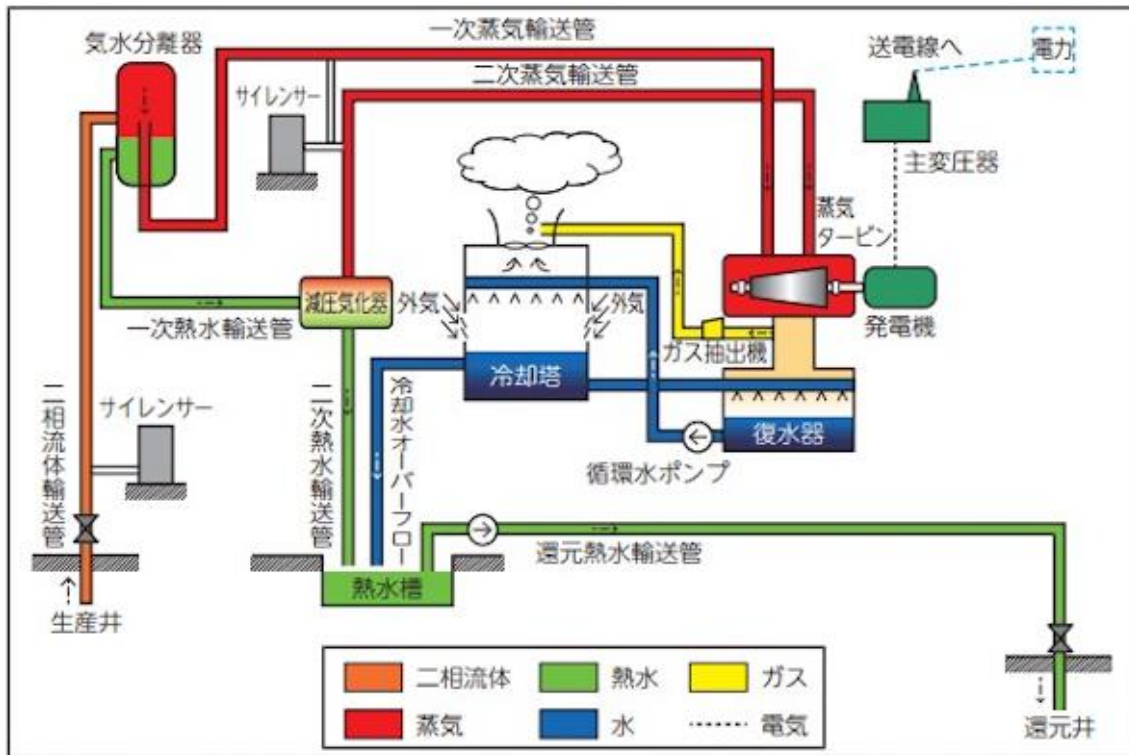 一次蒸気輸送管
気水分離器
送電線へ
電力
二次蒸気輸送管
サイレンサー
主変圧器
蒸気
タービン
減圧気化器
外気
外気
発電機
一次熱水輸送管
ガス抽出機
冷却塔
二相流体輸送管
サイレンサー
二次熱水輸送管
冷却水オーバーフロー
復水器
循環水ポンプ
還元熱水輸送管
熱水槽
生産井
二相流体
熱水
ガス
蒸気
水
電気
還元井